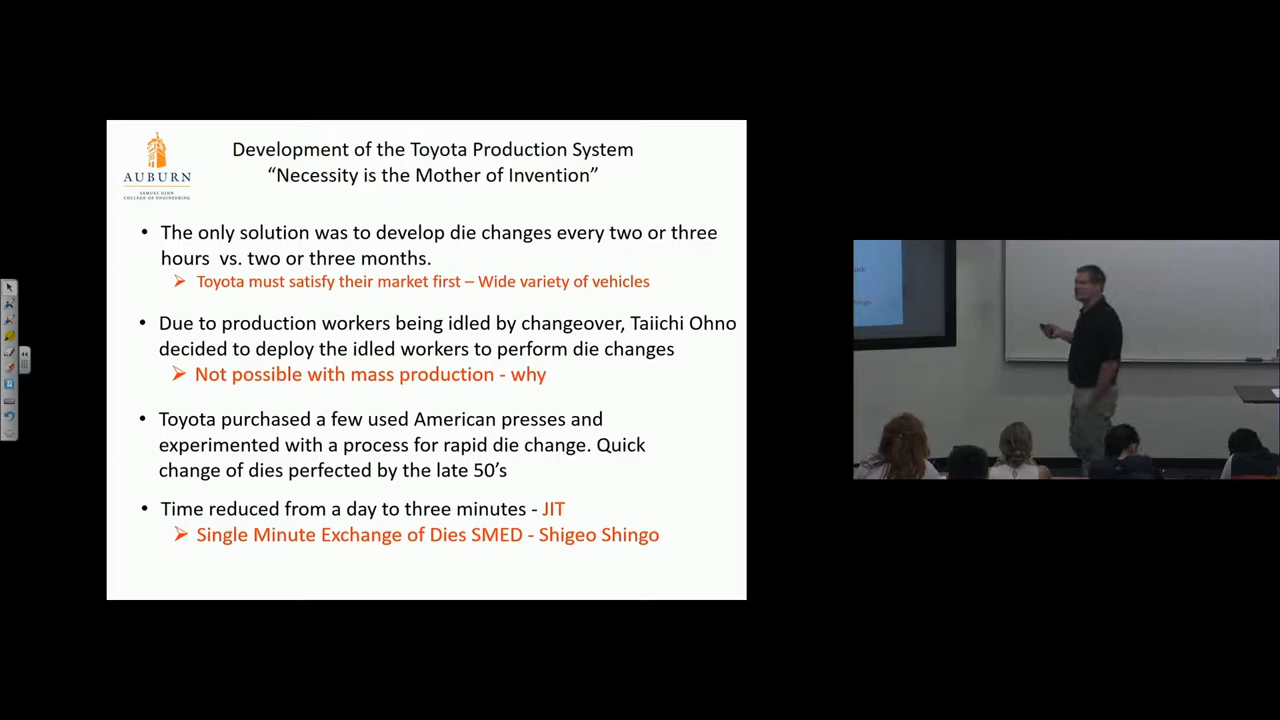 AUBURN
SAMUEL GINN
COLLEGE OF ENGINEERING
Development of the Toyota Production System
“Necessity is the Mother of Invention”
• The only solution was to develop die changes every two or three
hours vs. two or three months.
➢ Toyota must satisfy their market first – Wide variety of vehicles
• Due to production workers being idled by changeover, Taiichi Ohno
decided to deploy the idled workers to perform die changes
➢ Not possible with mass production - why
• Toyota purchased a few used American presses and
experimented with a process for rapid die change. Quick
change of dies perfected by the late 50’s
• Time reduced from a day to three minutes - JIT
➢ Single Minute Exchange of Dies SMED - Shigeo Shingo